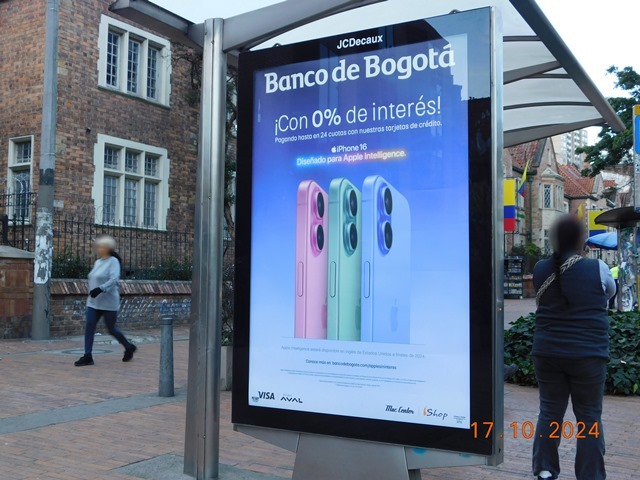 JCDecaux
Banco de Bogotá
¡Con 0% de interés!
Pagando hasta en 24 cuotas con nuestras tarjetas de crédito.
iPhone 16
Diseñado para Apple Intelligence.
VISA
AVAL
Mac Center
iShop
17.10.2024